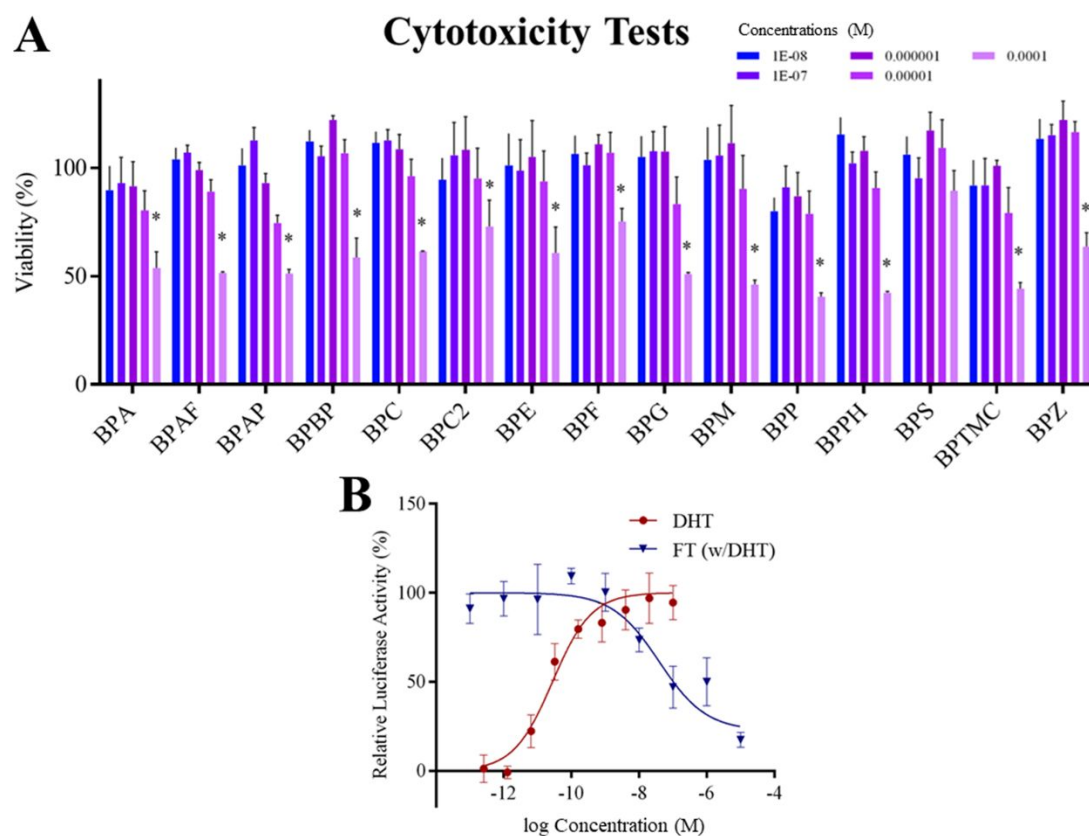 A
Cytotoxicity Tests
Concentrations (M)
1E-08 0.000001 0.0001
1E-07 0.00001
Viability (%)
100
50
0
* * * * * * * * * * * * * *
BPA BPAF BPAP BPBP BPC BPC2 BPE BPF BPG BPM BPP BPPH BPS BPTMC BPZ
B
DHT
FT (w/DHT)
Relative Luciferase Activity (%)
150
100
50
0
-12 -10 -8 -6 -4
log Concentration (M)